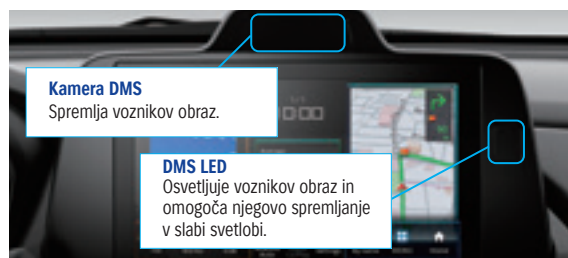 Kamera DMS
Spremlja voznikov obraz.
DMS LED
Osvetljuje voznikov obraz in
omogoča njegovo spremljanje
v slabi svetlobi.